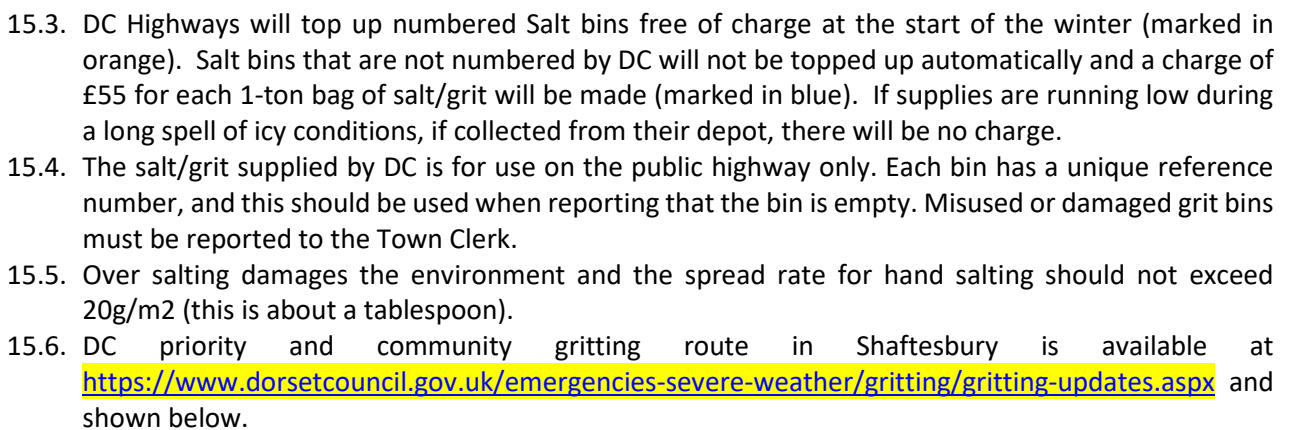 15.3. DC Highways will top up numbered Salt bins free of charge at the start of the winter (marked in
orange). Salt bins that are not numbered by DC will not be topped up automatically and a charge of
£55 for each 1-ton bag of salt/grit will be made (marked in blue). If supplies are running low during
a long spell of icy conditions, if collected from their depot, there will be no charge.
15.4. The salt/grit supplied by DC is for use on the public highway only. Each bin has a unique reference
number, and this should be used when reporting that the bin is empty. Misused or damaged grit bins
must be reported to the Town Clerk.
15.5. Over salting damages the environment and the spread rate for hand salting should not exceed
20g/m2 (this is about a tablespoon).
15.6. DC priority and community gritting route in Shaftesbury is available at
https://www.dorsetcouncil.gov.uk/emergencies-severe-weather/gritting/gritting-updates.aspx and
shown below.